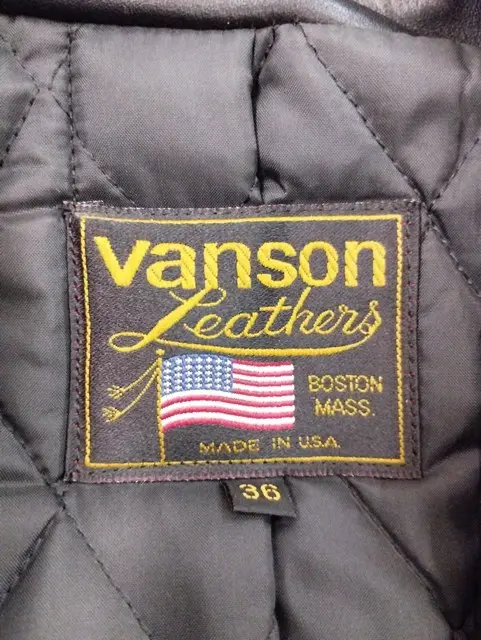 vanson
Leathers
BOSTON
MASS.
MADE IN U.S.A.
36